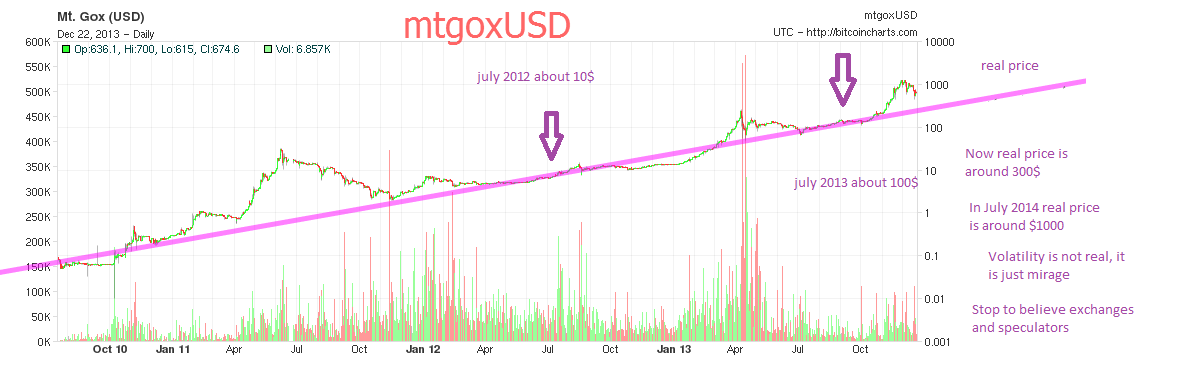 Mt. Gox (USD)
mtgoxUSD
mtgoxUSD
Dec 22, 2013 - Daily
UTC - http://bitcoincharts.com
Op:636.1, Hi:700, Lo:615, Cl:674.6
Vol: 6.857K
600K
550K
500K
450K
400K
350K
300K
250K
200K
150K
100K
50K
0K
10000
1000
100
10
1
0.1
0.01
0.001
july 2012 about 10$
july 2013 about 100$
real price
Now real price is
around 300$
In July 2014 real price
is around $1000
Volatility is not real, it
is just mirage
Stop to believe exchanges
and speculators
Oct 10
Jan 11
Apr
Jul
Oct
Jan 12
Apr
Jul
Oct
Jan 13
Apr
Jul
Oct